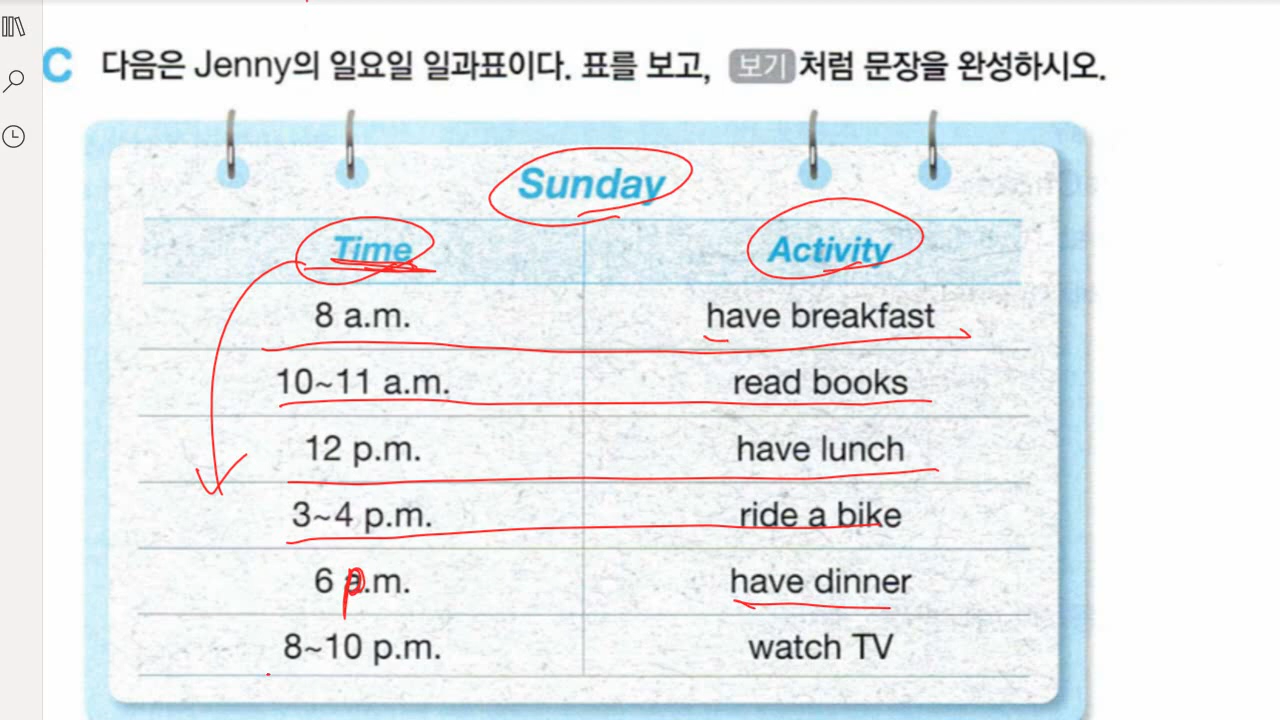 C 다음은 Jenny의 일요일 일과표이다. 표를 보고, 보기 처럼 문장을 완성하시오.
Sunday
Time Activity
8 a.m. have breakfast
10~11 a.m. read books
12 p.m. have lunch
3~4 p.m. ride a bike
6 p.m. have dinner
8~10 p.m. watch TV